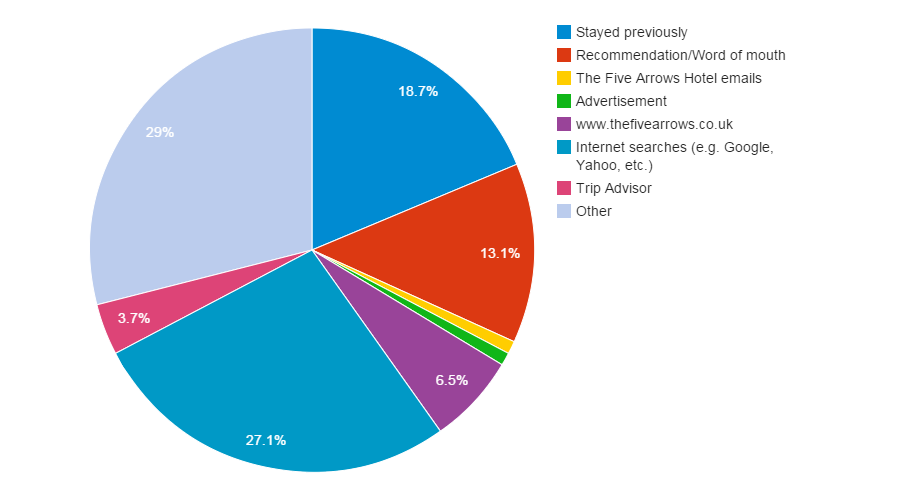 Stayed previously
18.7%
Recommendation/Word of mouth
The Five Arrows Hotel emails
Advertisement
29%
www.thefivearrows.co.uk
Internet searches (e.g. Google,
Yahoo, etc.)
Trip Advisor
Other
13.1%
3.7%
6.5%
27.1%